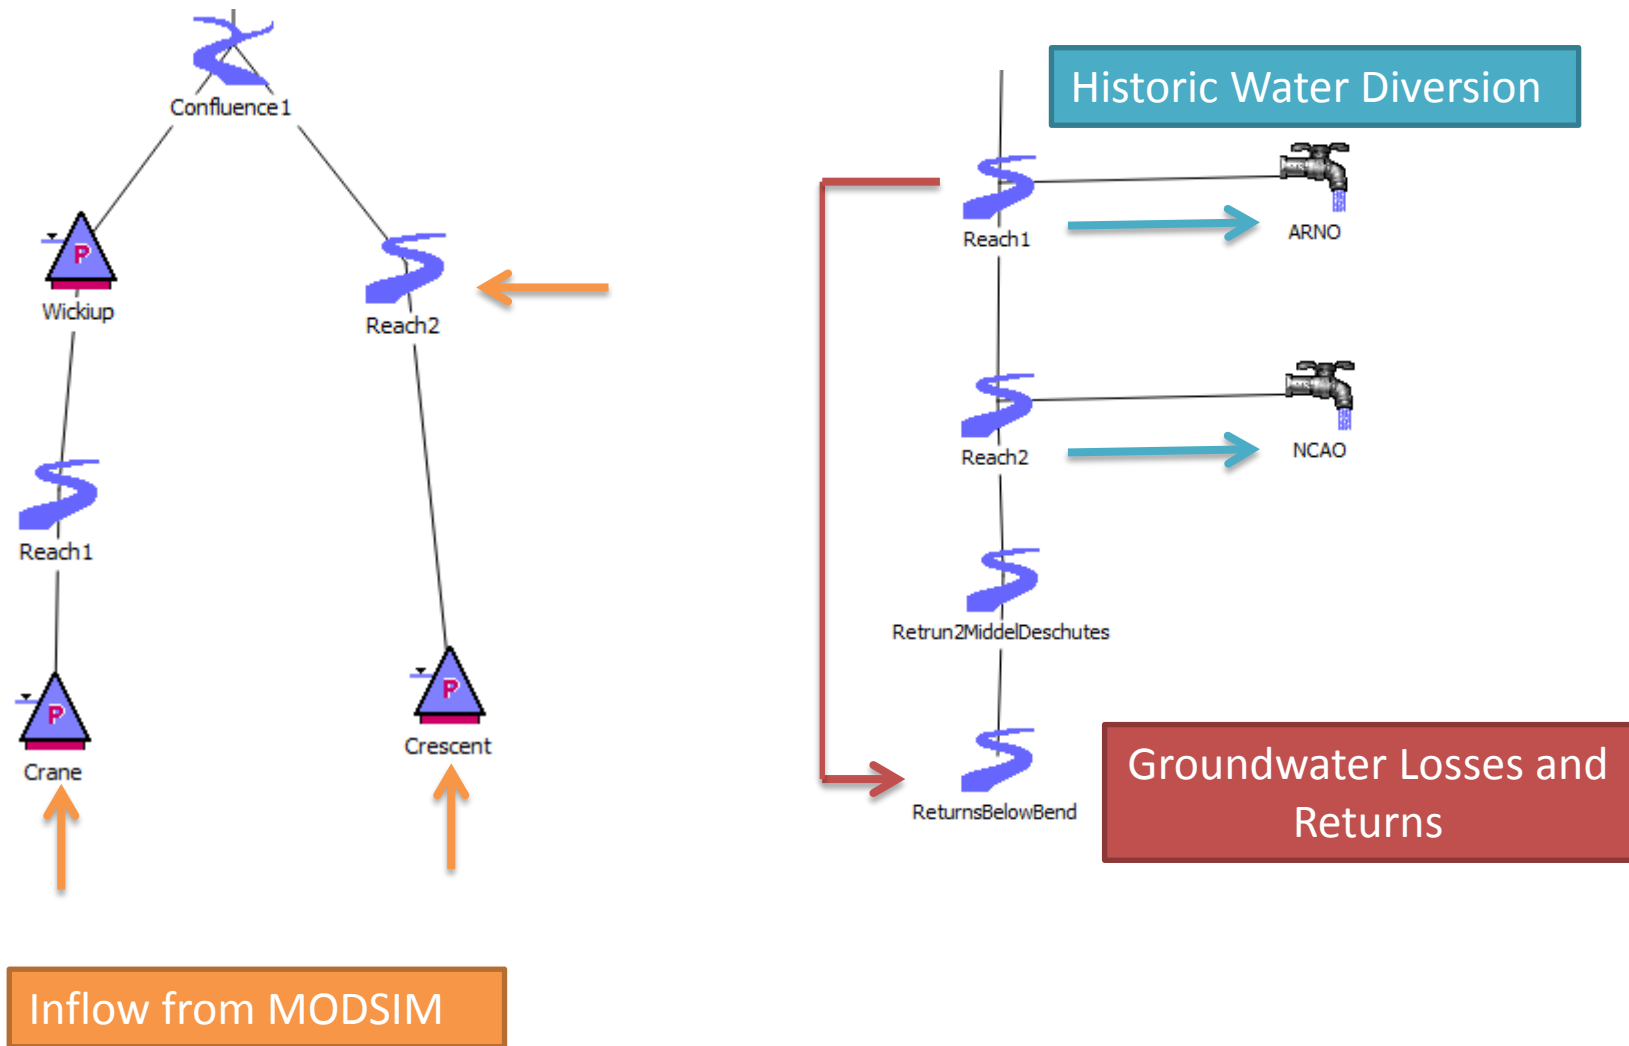 Confluence1
P
Wickiup
Reach2
Reach1
P
Crane
P
Crescent
Inflow from MODSIM
Historic Water Diversion
Reach1
ARNO
Reach2
NCAO
Retrun2MiddelDeschutes
ReturnsBelowBend
Groundwater Losses and
Returns